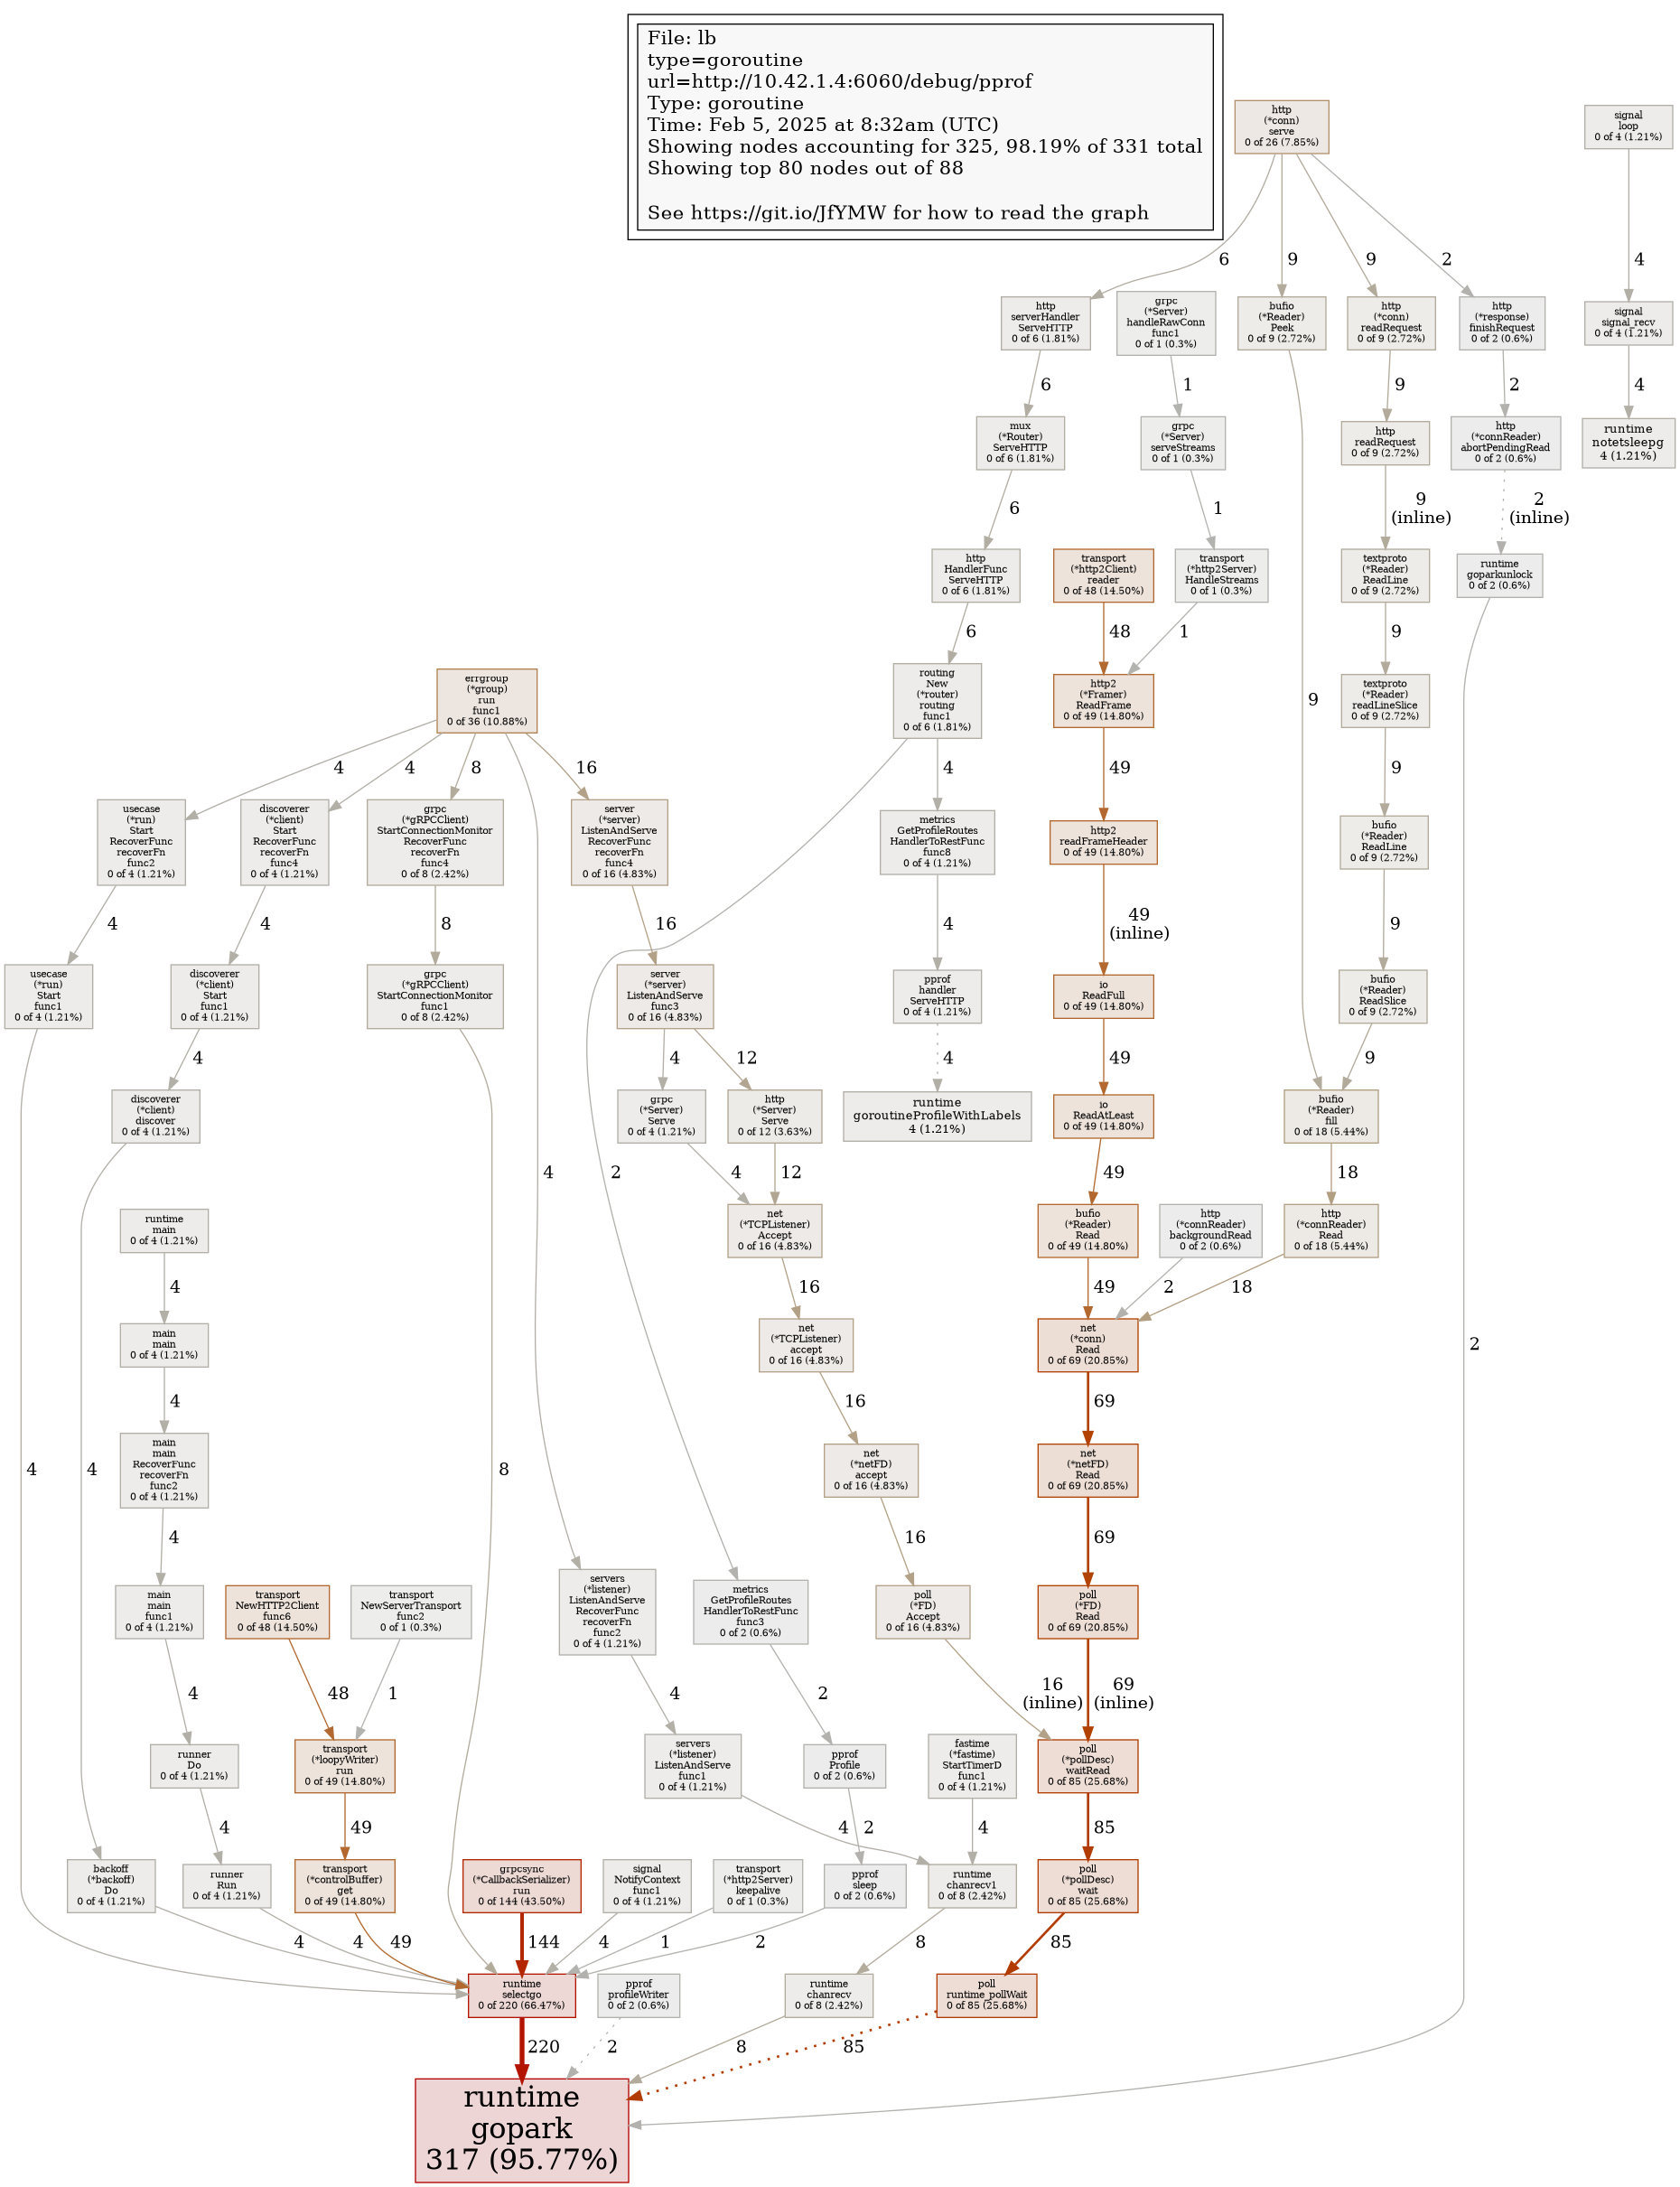 File: lb
type=goroutine
url=http://10.42.1.4:6060/debug/pprof
Type: goroutine
Time: Feb 5, 2025 at 8:32am (UTC)
Showing nodes accounting for 325, 98.19% of 331 total
Showing top 80 nodes out of 88
See https://git.io/JfYMW for how to read the graph
http
(*conn)
serve
0 of 26 (7.85%)
signal
loop
0 of 4 (1.21%)
6
9
9
2
4
http
serverHandler
ServeHTTP
0 of 6 (1.81%)
grpc
(*Server)
handleRawConn
func1
0 of 1 (0.3%)
bufio
(*Reader)
Peek
0 of 9 (2.72%)
http
(*conn)
readRequest
0 of 9 (2.72%)
http
(*response)
finishRequest
0 of 2 (0.6%)
signal
signal_recv
0 of 4 (1.21%)
6
1
9
2
4
mux
(*Router)
ServeHTTP
0 of 6 (1.81%)
grpc
(*Server)
serveStreams
0 of 1 (0.3%)
http
readRequest
0 of 9 (2.72%)
http
(*connReader)
abortPendingRead
0 of 2 (0.6%)
runtime
notetsleepg
4 (1.21%)
6
1
9
(inline)
2
(inline)
http
HandlerFunc
ServeHTTP
0 of 6 (1.81%)
transport
(*http2Client)
reader
0 of 48 (14.50%)
transport
(*http2Server)
HandleStreams
0 of 1 (0.3%)
textproto
(*Reader)
ReadLine
0 of 9 (2.72%)
runtime
goparkunlock
0 of 2 (0.6%)
6
48
1
9
errgroup
(*group)
run
func1
0 of 36 (10.88%)
routing
New
(*router)
routing
func1
0 of 6 (1.81%)
http2
(*Framer)
ReadFrame
0 of 49 (14.80%)
9
textproto
(*Reader)
readLineSlice
0 of 9 (2.72%)
4
4
8
16
4
49
9
usecase
(*run)
Start
RecoverFunc
recoverFn
func2
0 of 4 (1.21%)
discoverer
(*client)
Start
RecoverFunc
recoverFn
func4
0 of 4 (1.21%)
grpc
(*gRPCClient)
StartConnectionMonitor
RecoverFunc
recoverFn
func4
0 of 8 (2.42%)
server
(*server)
ListenAndServe
RecoverFunc
recoverFn
func4
0 of 16 (4.83%)
metrics
GetProfileRoutes
HandlerToRestFunc
func8
0 of 4 (1.21%)
http2
readFrameHeader
0 of 49 (14.80%)
bufio
(*Reader)
ReadLine
0 of 9 (2.72%)
4
4
8
16
4
49
(inline)
9
usecase
(*run)
Start
func1
0 of 4 (1.21%)
discoverer
(*client)
Start
func1
0 of 4 (1.21%)
grpc
(*gRPCClient)
StartConnectionMonitor
func1
0 of 8 (2.42%)
server
(*server)
ListenAndServe
func3
0 of 16 (4.83%)
pprof
handler
ServeHTTP
0 of 4 (1.21%)
io
ReadFull
0 of 49 (14.80%)
bufio
(*Reader)
ReadSlice
0 of 9 (2.72%)
4
4
12
4
49
9
discoverer
(*client)
discover
0 of 4 (1.21%)
grpc
(*Server)
Serve
0 of 4 (1.21%)
http
(*Server)
Serve
0 of 12 (3.63%)
runtime
goroutineProfileWithLabels
4 (1.21%)
io
ReadAtLeast
0 of 49 (14.80%)
bufio
(*Reader)
fill
0 of 18 (5.44%)
4
2
4
12
49
18
runtime
main
0 of 4 (1.21%)
net
(*TCPListener)
Accept
0 of 16 (4.83%)
bufio
(*Reader)
Read
0 of 49 (14.80%)
http
(*connReader)
backgroundRead
0 of 2 (0.6%)
http
(*connReader)
Read
0 of 18 (5.44%)
4
16
49
2
18
main
main
0 of 4 (1.21%)
net
(*TCPListener)
accept
0 of 16 (4.83%)
net
(*conn)
Read
0 of 69 (20.85%)
2
4
16
69
4
4
8
main
main
RecoverFunc
recoverFn
func2
0 of 4 (1.21%)
net
(*netFD)
accept
0 of 16 (4.83%)
net
(*netFD)
Read
0 of 69 (20.85%)
4
16
69
main
main
func1
0 of 4 (1.21%)
transport
NewHTTP2Client
func6
0 of 48 (14.50%)
transport
NewServerTransport
func2
0 of 1 (0.3%)
servers
(*listener)
ListenAndServe
RecoverFunc
recoverFn
func2
0 of 4 (1.21%)
metrics
GetProfileRoutes
HandlerToRestFunc
func3
0 of 2 (0.6%)
poll
(*FD)
Accept
0 of 16 (4.83%)
poll
(*FD)
Read
0 of 69 (20.85%)
4
48
1
4
2
16
(inline)
69
(inline)
runner
Do
0 of 4 (1.21%)
transport
(*loopyWriter)
run
0 of 49 (14.80%)
servers
(*listener)
ListenAndServe
func1
0 of 4 (1.21%)
pprof
Profile
0 of 2 (0.6%)
fastime
(*fastime)
StartTimerD
func1
0 of 4 (1.21%)
poll
(*pollDesc)
waitRead
0 of 85 (25.68%)
4
49
4
2
4
85
backoff
(*backoff)
Do
0 of 4 (1.21%)
runner
Run
0 of 4 (1.21%)
transport
(*controlBuffer)
get
0 of 49 (14.80%)
grpcsync
(*CallbackSerializer)
run
0 of 144 (43.50%)
signal
NotifyContext
func1
0 of 4 (1.21%)
transport
(*http2Server)
keepalive
0 of 1 (0.3%)
pprof
sleep
0 of 2 (0.6%)
runtime
chanrecv1
0 of 8 (2.42%)
poll
(*pollDesc)
wait
0 of 85 (25.68%)
4
4
49
144
4
1
2
8
85
runtime
selectgo
0 of 220 (66.47%)
pprof
profileWriter
0 of 2 (0.6%)
runtime
chanrecv
0 of 8 (2.42%)
poll
runtime_pollWait
0 of 85 (25.68%)
220
2
8
85
runtime
gopark
317 (95.77%)